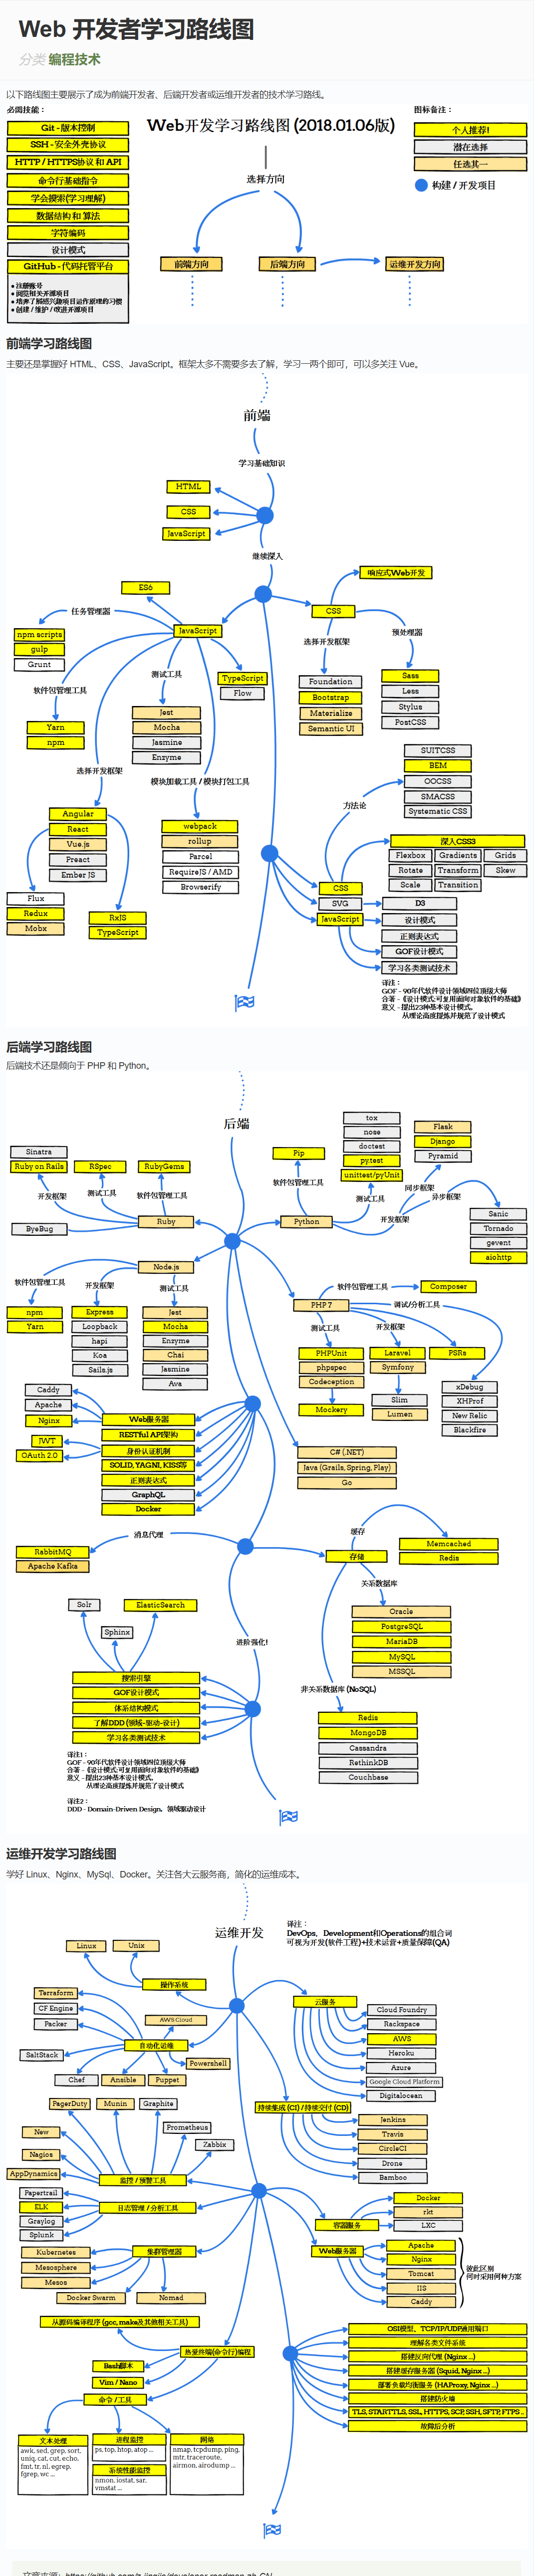 Web 开发者学习路线图
分类 编程技术
以下路线图主要展示了成为前端开发者、后端开发者或运维开发者的技术学习路线。
必需技能：
Git - 版本控制
SSH - 安全外壳协议
HTTP / HTTPS协议 和 API
命令行基础指令
学会摸索(学习理解)
数据结构 和 算法
字符编码
设计模式
GitHub - 代码托管平台
● 注册账号
● 浏览相关开源项目
● 培养了解感兴趣项目运作原理的习惯
● 创建 / 维护 / 改进开源项目
Web开发学习路线图 (2018.01.06版)
选择方向
前端方向
后端方向
运维开发方向
图标备注：
个人推荐!
潜在选择
任选其一
构建 / 开发项目
前端学习路线图
主要还是掌握好 HTML、CSS、JavaScript。框架太多不需要多去了解，学习一两个即可，可以多关注 Vue。
前端
学习基础知识
HTML
CSS
JavaScript
继续深入
ES6
任务管理器
npm scripts
gulp
Grunt
JavaScript
软件包管理工具
Yarn
npm
测试工具
Jest
Mocha
Jasmine
Enzyme
TypeScript
Flow
选择开发框架
Angular
React
Vue.js
Preact
Ember JS
Flux
Redux
Mobx
RxJS
TypeScript
模块加载工具 / 模块打包工具
webpack
rollup
Parcel
RequireJS / AMD
Browserify
响应式Web开发
CSS
选择开发框架
Foundation
Bootstrap
Materialize
Semantic UI
预处理器
Sass
Less
Stylus
PostCSS
SUITCSS
BEM
OOCSS
SMACSS
Systematic CSS
方法论
深入CSS3
Flexbox
Gradients
Grids
Rotate
Transform
Skew
Scale
Transition
CSS
SVG
JavaScript
D3
设计模式
正则表达式
GOF设计模式
学习各类测试技术
译注：
GOF - 90年代软件设计领域四位顶级大师
合著 - 《设计模式:可复用面向对象软件的基础》
意义 - 提出23种基本设计模式，
从理论高度提炼并规范了设计模式
后端学习路线图
后端技术还是倾向于 PHP 和 Python。
后端
Sinatra
Ruby on Rails
RSpec
RubyGems
开发框架
测试工具
软件包管理工具
ByeBug
Ruby
Pip
软件包管理工具
Python
tox
nose
doctest
pytest
unittest/pyUnit
测试工具
Flask
Django
Pyramid
同步框架
异步框架
开发框架
Sanic
Tornado
gevent
aiohttp
Node.js
软件包管理工具
开发框架
测试工具
npm
Yarn
Express
Loopback
hapi
Koa
Sails.js
Jest
Mocha
Enzyme
Chai
Jasmine
Ava
PHP 7
软件包管理工具
Composer
调试/分析工具
测试工具
开发框架
PHPUnit
phpspec
Codeception
Mockery
Laravel
Symfony
Slim
Lumen
PSRs
xDebug
XHProf
New Relic
Blackfire
Caddy
Apache
Nginx
JWT
OAuth 2.0
Web服务器
RESTful API架构
身份认证机制
SOLID, YAGNI, KISS等
正则表达式
GraphQL
Docker
C# (.NET)
Java (Grails, Spring, Play)
Go
消息代理
RabbitMQ
Apache Kafka
缓存
Memcached
Redis
存储
关系数据库
Oracle
PostgreSQL
MariaDB
MySQL
MSSQL
非关系数据库 (NoSQL)
Redis
MongoDB
Cassandra
RethinkDB
Couchbase
Solr
Sphinx
ElasticSearch
进阶强化!
搜索引擎
GOF设计模式
体系结构模式
了解DDD (领域-驱动-设计)
学习各类测试技术
译注1：
GOF - 90年代软件设计领域四位顶级大师
合著 - 《设计模式:可复用面向对象软件的基础》
意义 - 提出23种基本设计模式，
从理论高度提炼并规范了设计模式
译注2：
DDD - Domain-Driven Design，领域驱动设计
运维开发学习路线图
学好 Linux、Nginx、MySql、Docker。关注各大云服务商，简化的运维成本。
运维开发
译注：
DevOps，Development和Operations的组合词
可视为开发(软件工程)+技术运营+质量保障(QA)
Linux
Unix
操作系统
Terraform
CF Engine
Packer
SaltStack
AWS Cloud
自动化运维
Powershell
Chef
Ansible
Puppet
云服务
Cloud Foundry
Rackspace
AWS
Heroku
Azure
Google Cloud Platform
Digitalocean
持续集成 (CI) / 持续交付 (CD)
Jenkins
Travis
CircleCI
Drone
Bamboo
PagerDuty
Munin
Graphite
New
Prometheus
Zabbix
Nagios
AppDynamics
监控 / 预警工具
Papertrail
ELK
Graylog
Splunk
日志管理 / 分析工具
容器服务
Docker
rkt
LXC
Web服务器
Apache
Nginx
Tomcat
IIS
Caddy
彼此区别
何时采用何种方案
集群管理器
Kubernetes
Mesosphere
Mesos
Docker Swarm
Nomad
从源码编译程序 (gcc, make及其他相关工具)
热爱终端(命令行)编程
Bash脚本
Vim / Nano
命令 / 工具
文本处理
awk, sed, grep, sort,
uniq, cat, cut, echo,
fmt, tr, nl, egrep,
fgrep, wc ...
进程监控
ps, top, htop, atop ...
系统性能监控
nmon, iostat, sar,
vmstat ...
网络
nmap, tcpdump, ping,
mtr, traceroute,
airmon, airodump ...
OSI模型、TCP/IP/UDP通用端口
理解各类文件系统
搭建反向代理 (Nginx ...)
搭建缓存服务器 (Squid, Nginx ...)
部署负载均衡服务 (HAProxy, Nginx ...)
搭建防火墙
TLS, STARTTLS, SSL, HTTPS, SCP, SSH, SFTP, FTPS ..
故障后分析